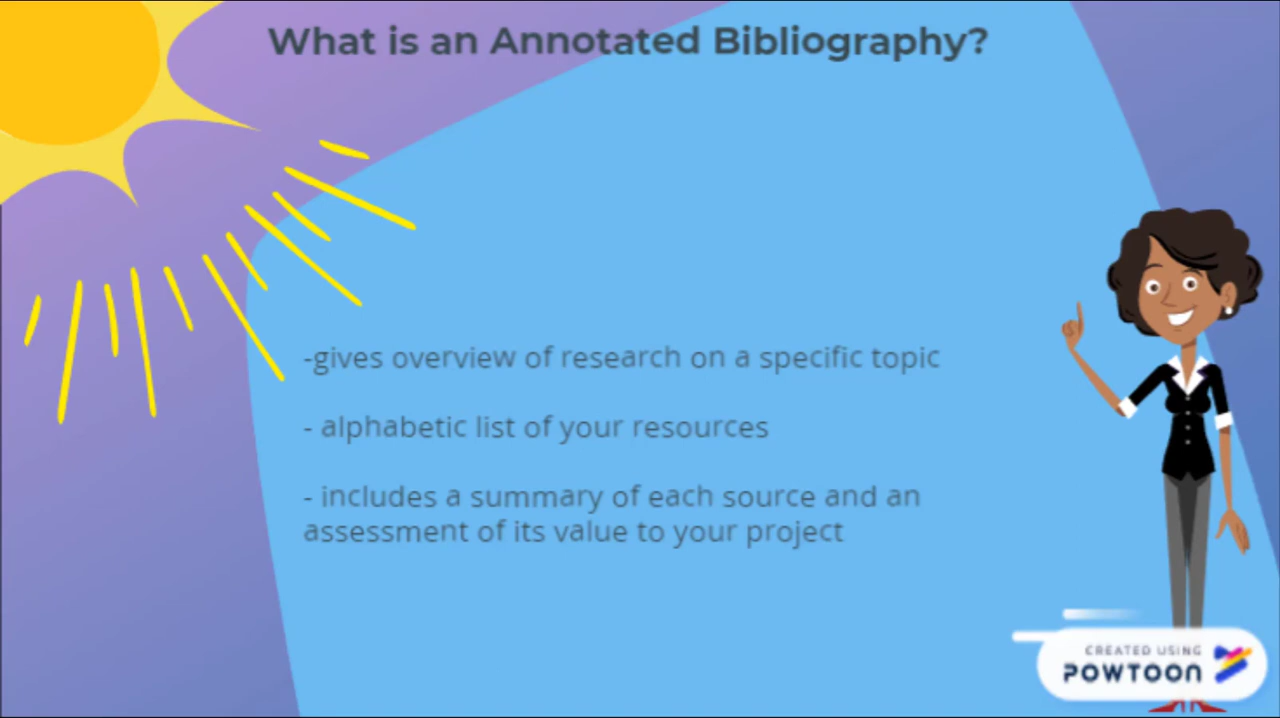 What is an Annotated Bibliography?
-gives overview of research on a specific topic
- alphabetic list of your resources
- includes a summary of each source and an
assessment of its value to your project
CREATED USING
POWTOON